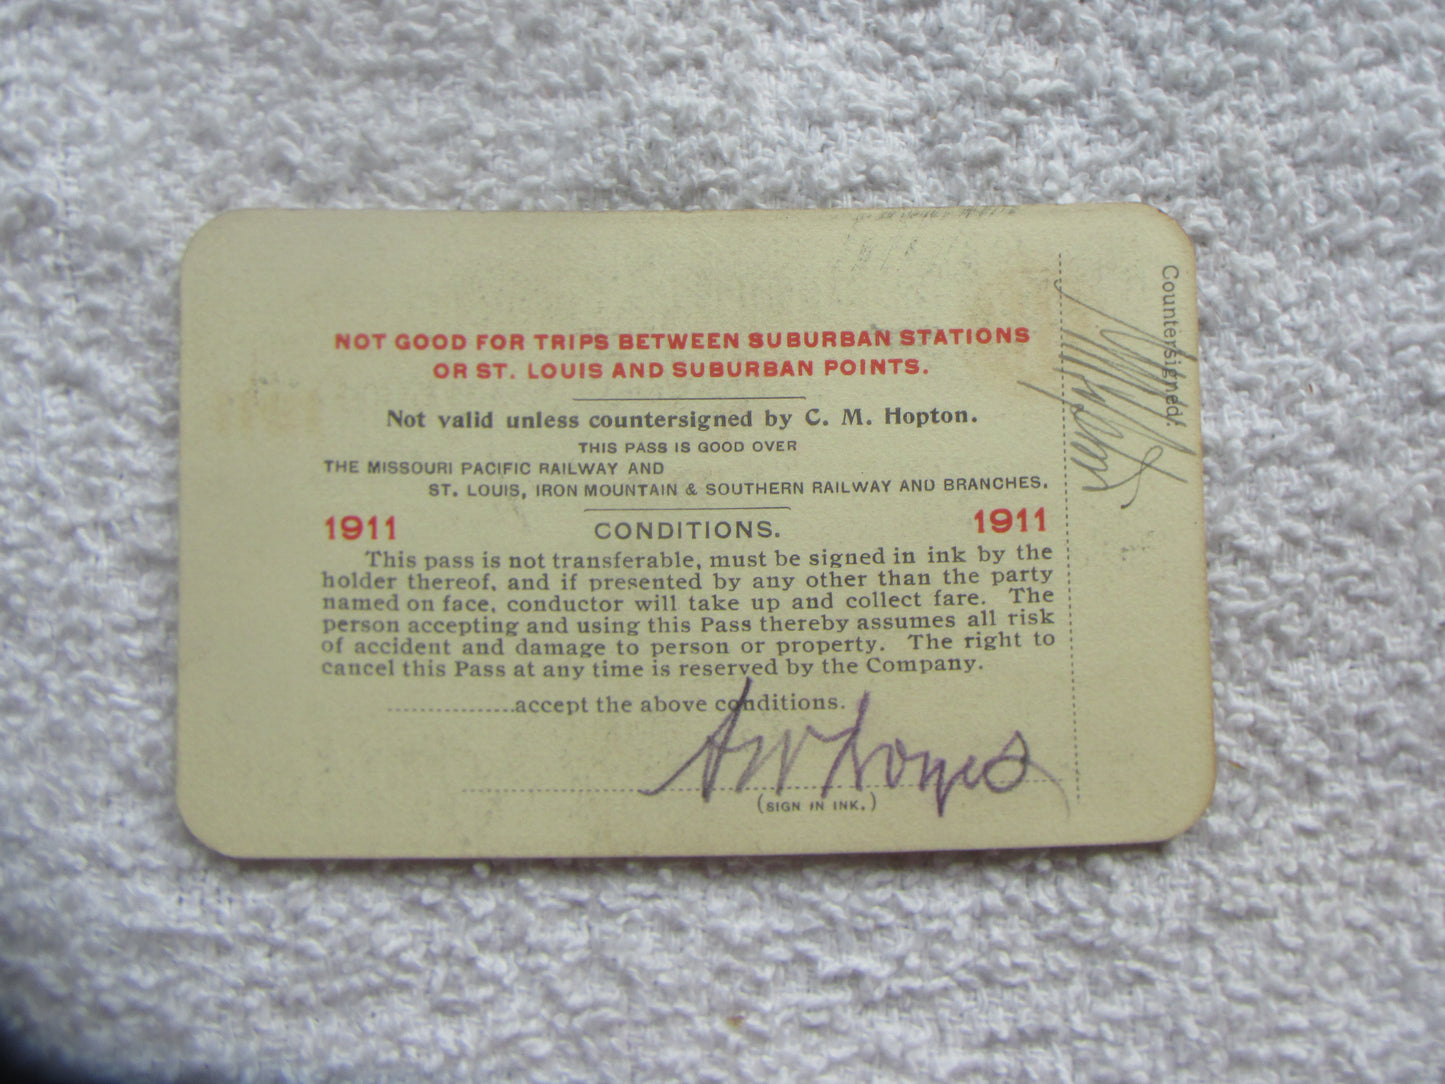 NOT GOOD FOR TRIPS BETWEEN SUBURBAN STATIONS
OR ST. LOUIS AND SUBURBAN POINTS.
Not valid unless countersigned by C. M. Hopton.
THIS PASS IS GOOD OVER
THE MISSOURI PACIFIC RAILWAY AND
ST. LOUIS, IRON MOUNTAIN & SOUTHERN RAILWAY AND BRANCHES.
1911 CONDITIONS. 1911
This pass is not transferable, must be signed in ink by the
holder thereof, and if presented by any other than the party
named on face, conductor will take up and collect fare. The
person accepting and using this Pass thereby assumes all risk
of accident and damage to person or property. The right to
cancel this Pass at any time is reserved by the Company.
..............accept the above conditions.
(SIGN IN INK.)
Countersigned: